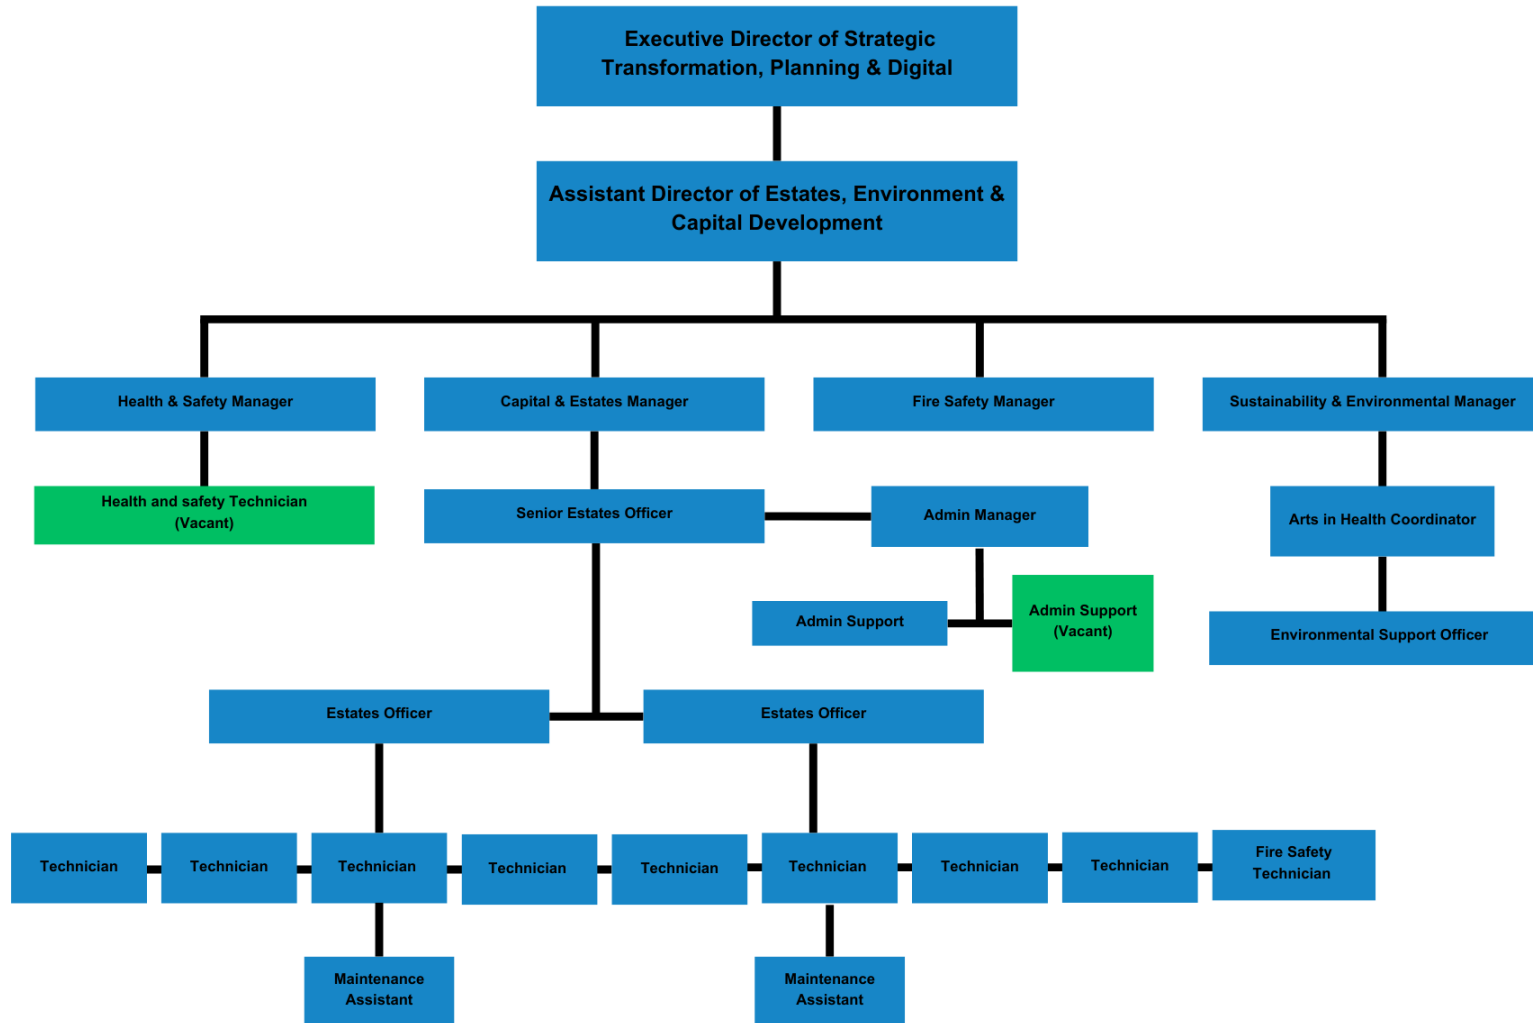 Executive Director of Strategic
Transformation, Planning & Digital
Assistant Director of Estates, Environment &
Capital Development
Health & Safety Manager
Capital & Estates Manager
Fire Safety Manager
Sustainability & Environmental Manager
Health and safety Technician
(Vacant)
Senior Estates Officer
Admin Manager
Arts in Health Coordinator
Admin Support
Admin Support
(Vacant)
Environmental Support Officer
Estates Officer
Estates Officer
Technician
Technician
Technician
Technician
Technician
Technician
Technician
Technician
Fire Safety
Technician
Maintenance
Assistant
Maintenance
Assistant